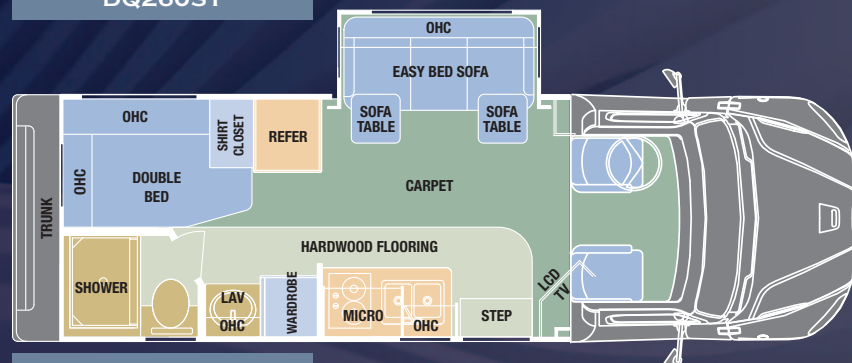 OHC
EASY BED SOFA
SOFA
TABLE
SOFA
TABLE
OHC
SHIRT
CLOSET
REFER
OHC
DOUBLE
BED
CARPET
TRUNK
HARDWOOD FLOORING
SHOWER
LAV
OHC
WARDROBE
MICRO
OHC
STEP
LCD
TV